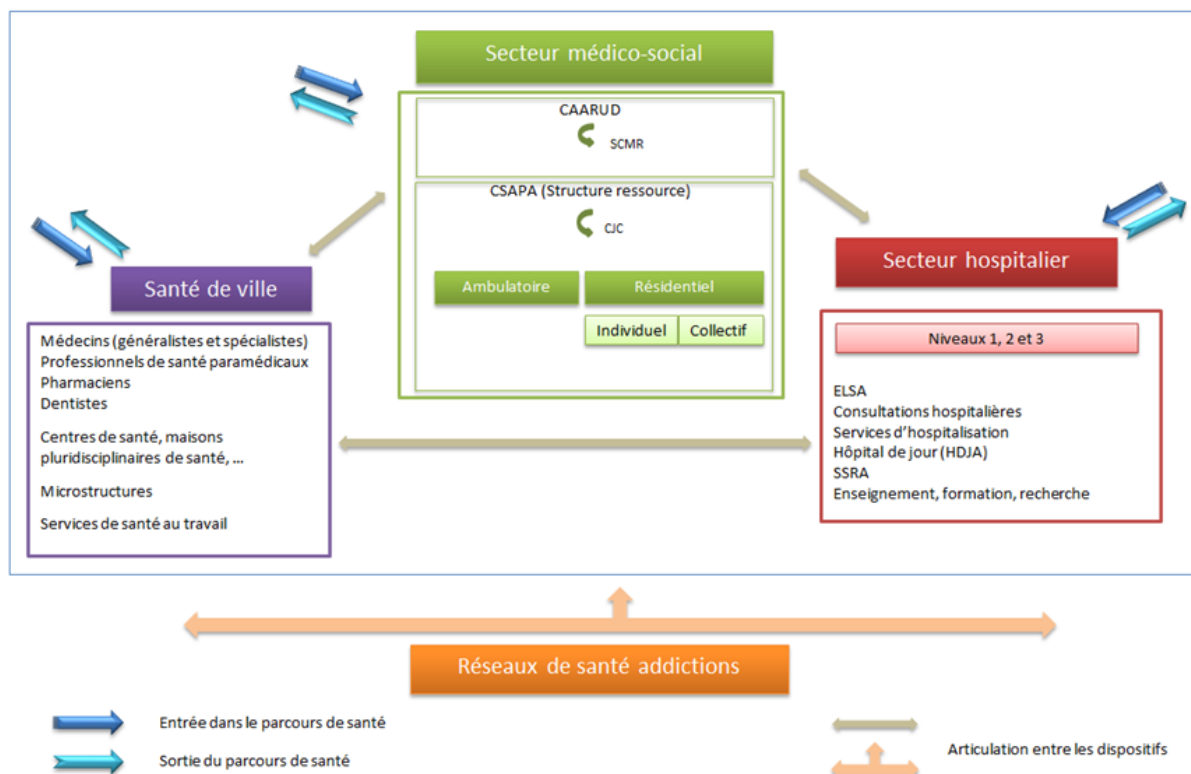 Secteur médico-social
CAARUD
SCMR
CSAPA (Structure ressource)
CJC
Ambulatoire
Résidentiel
Individuel
Collectif
Santé de ville
Médecins (généralistes et spécialistes)
Professionnels de santé paramédicaux
Pharmaciens
Dentistes
Centres de santé, maisons
pluridisciplinaires de santé, ...
Microstructures
Services de santé au travail
Secteur hospitalier
Niveaux 1, 2 et 3
ELSA
Consultations hospitalières
Services d'hospitalisation
Hôpital de jour (HDJA)
SSRA
Enseignement, formation, recherche
Réseaux de santé addictions
Entrée dans le parcours de santé
Sortie du parcours de santé
Articulation entre les dispositifs